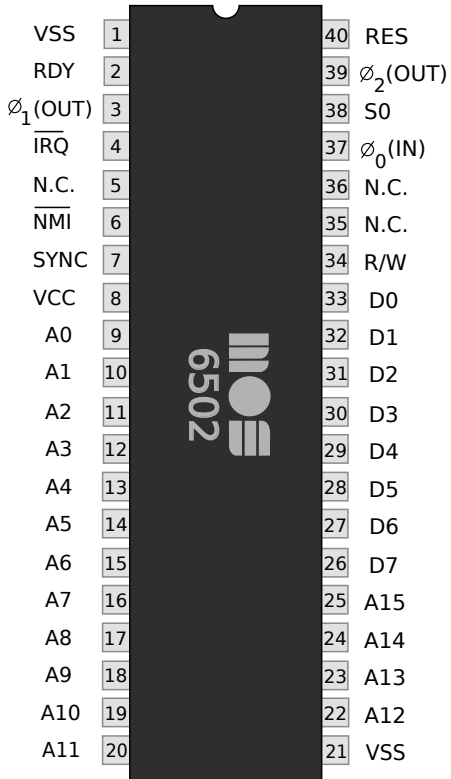 VSS 1 40 RES
RDY 2 39 ∅2(OUT)
∅1(OUT) 3 38 S0
I̅R̅Q̅ 4 37 ∅0(IN)
N.C. 5 36 N.C.
N̅M̅I̅ 6 35 N.C.
SYNC 7 34 R/W
VCC 8 33 D0
A0 9 32 D1
A1 10 31 D2
A2 11 30 D3
A3 12 29 D4
A4 13 28 D5
A5 14 27 D6
A6 15 26 D7
A7 16 25 A15
A8 17 24 A14
A9 18 23 A13
A10 19 22 A12
A11 20 21 VSS
mos
6502